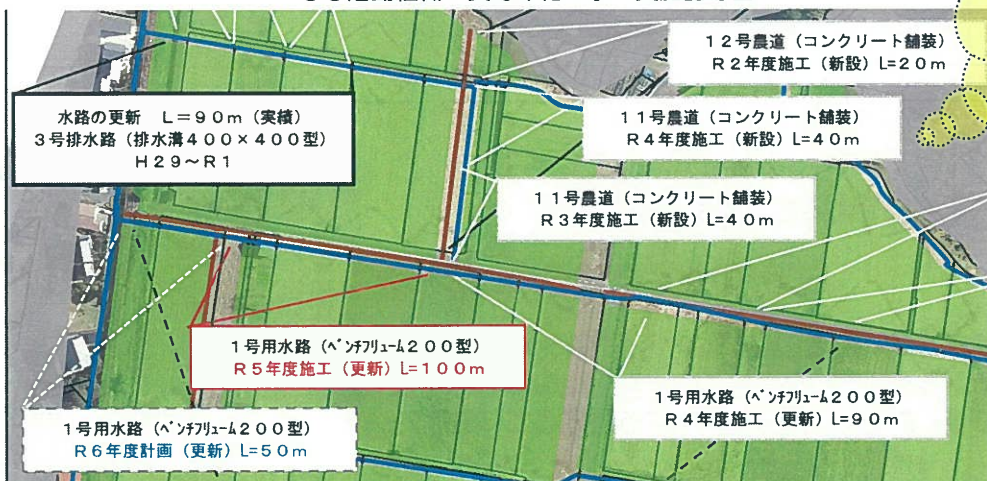 12号農道（コンクリート舗装）
R2年度施工（新設）L=20m
水路の更新　L=90m（実績）
3号排水路（排水溝400×400型）
H29～R1
11号農道（コンクリート舗装）
R4年度施工（新設）L=40m
11号農道（コンクリート舗装）
R3年度施工（新設）L=40m
1号用水路（ベンチフリューム200型）
R5年度施工（更新）L=100m
1号用水路（ベンチフリューム200型）
R4年度施工（更新）L=90m
1号用水路（ベンチフリューム200型）
R6年度計画（更新）L=50m